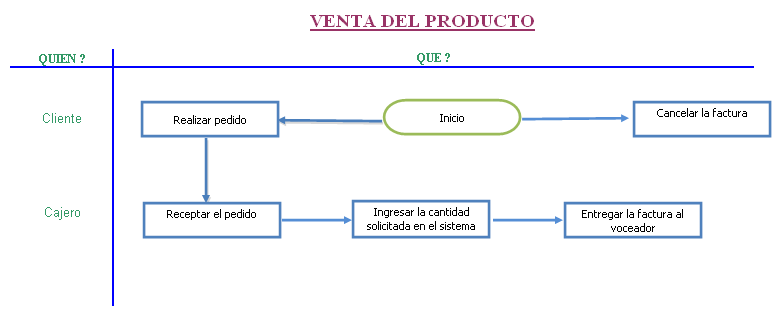 VENTA DEL PRODUCTO
QUIEN ?
QUE ?
Cliente
Realizar pedido
Inicio
Cancelar la factura
Cajero
Receptar el pedido
Ingresar la cantidad
solicitada en el sistema
Entregar la factura al
voceador